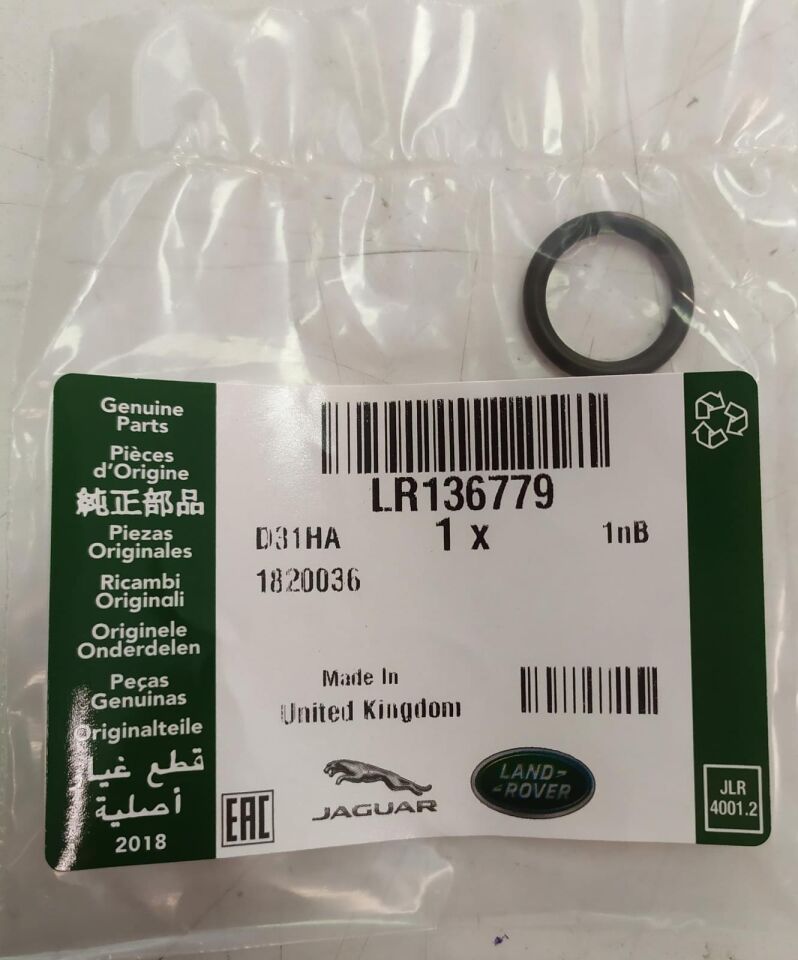 Genuine
Parts
Pièces
d'Origine
純正部品
Piezas
Originales
Ricambi
Originali
Originele
Onderdelen
Peças
Genuinas
Originalteile
قطع غيار
أصلية
2018
LR136779
D31HA 1 x 1nB
1820036
Made In
United Kingdom
EAC
JAGUAR
LAND-
-ROVER
JLR
4001.2